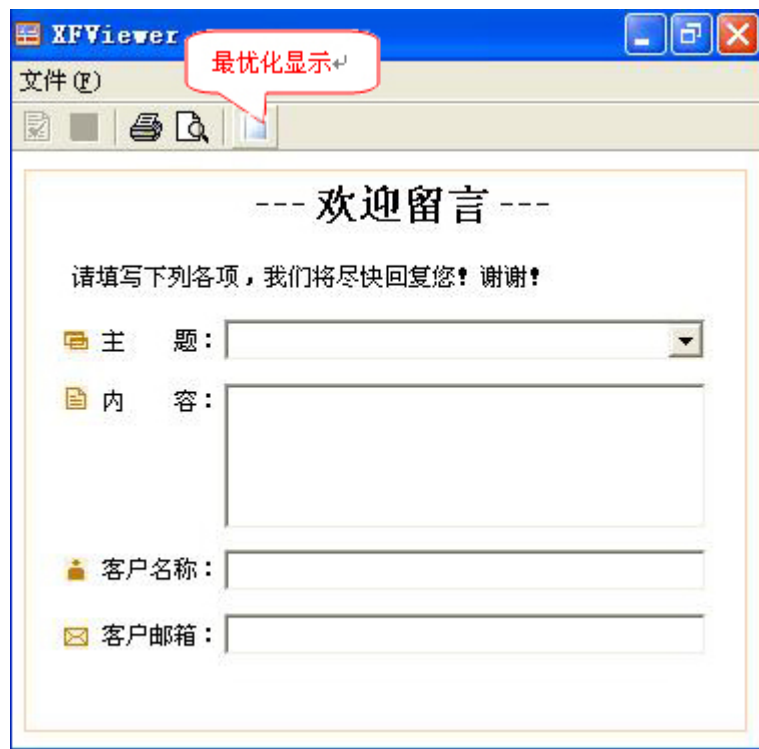 XFViewer
最优化显示↵
文件(F)
--- 欢迎留言 ---
请填写下列各项，我们将尽快回复您！谢谢！
主 题：
内 容：
客户名称：
客户邮箱：